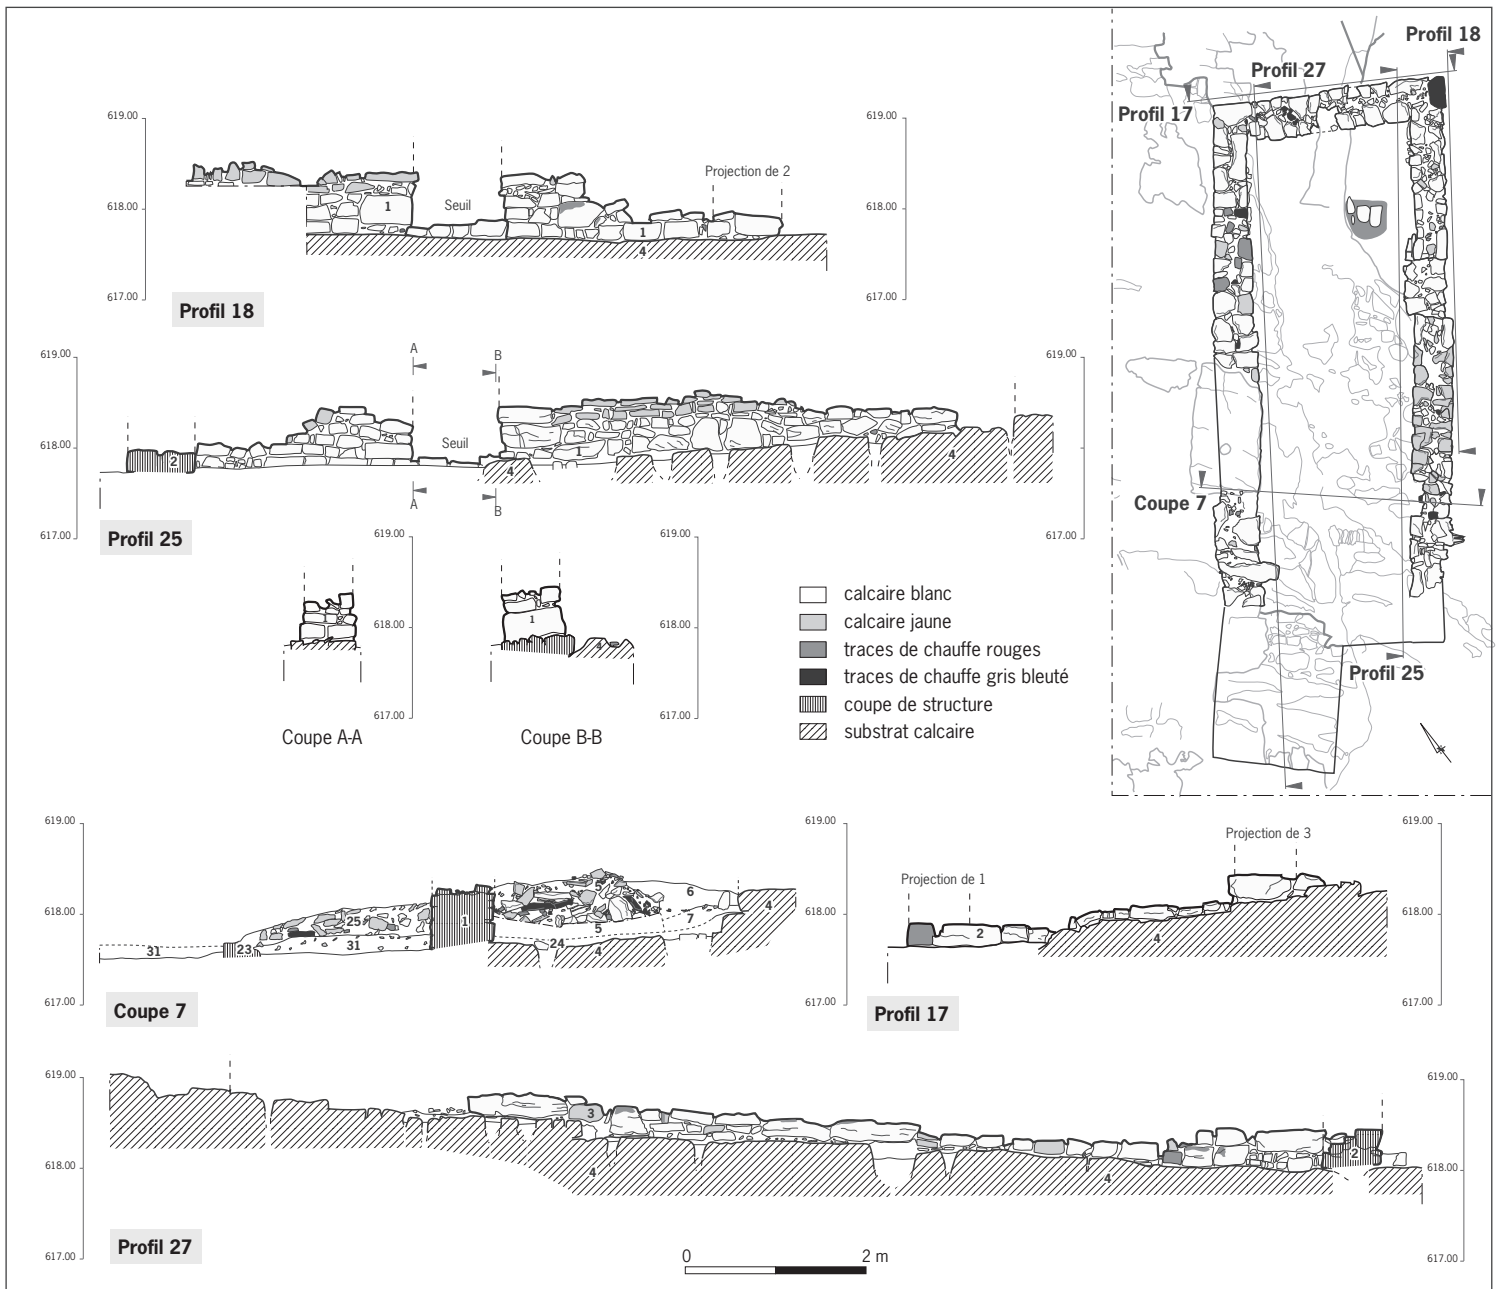 619.00
618.00
617.00
1
Seuil
Projection de 2
1
4
619.00
618.00
617.00
Profil 18
619.00
618.00
617.00
2
A
A
Seuil
B
B
4
1
4
619.00
618.00
617.00
Profil 25
619.00
618.00
617.00
Coupe A-A
1
4
619.00
618.00
617.00
Coupe B-B
calcaire blanc
calcaire jaune
traces de chauffe rouges
traces de chauffe gris bleuté
coupe de structure
substrat calcaire
Profil 18
Profil 27
Profil 17
Coupe 7
Profil 25
619.00
618.00
617.00
31
23
25
31
1
5
6
7
5
24
4
4
Coupe 7
619.00
618.00
617.00
Projection de 1
2
4
Projection de 3
619.00
618.00
617.00
Profil 17
619.00
618.00
617.00
3
4
4
2
619.00
618.00
617.00
Profil 27
0
2 m